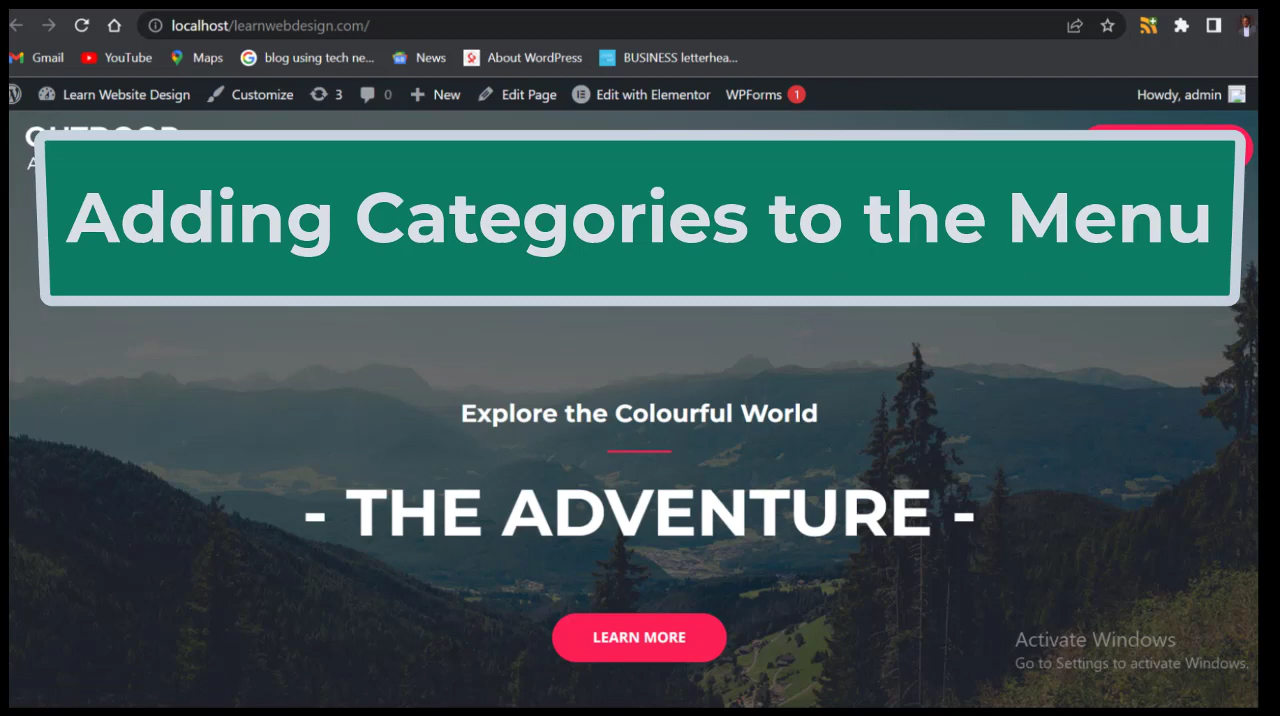 localhost/learnwebdesign.com/
Gmail YouTube Maps blog using tech ne... News About WordPress BUSINESS letterhea...
Learn Website Design Customize 3 0 New Edit Page Edit with Elementor WPForms 1 Howdy, admin
OUTDOOR
Adding Categories to the Menu
Explore the Colourful World
- THE ADVENTURE -
LEARN MORE
Activate Windows
Go to Settings to activate Windows.